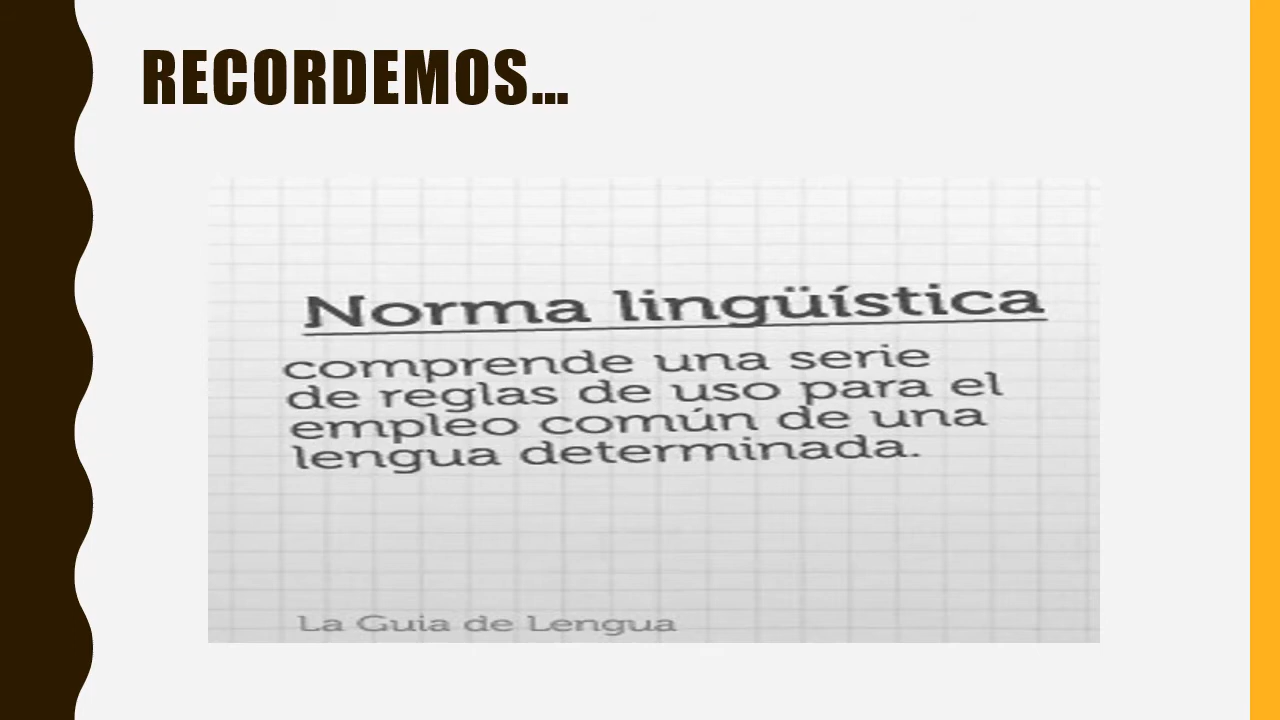 RECORDEMOS...
Norma lingüística
comprende una serie
de reglas de uso para el
empleo común de una
lengua determinada.
La Guia de Lengua